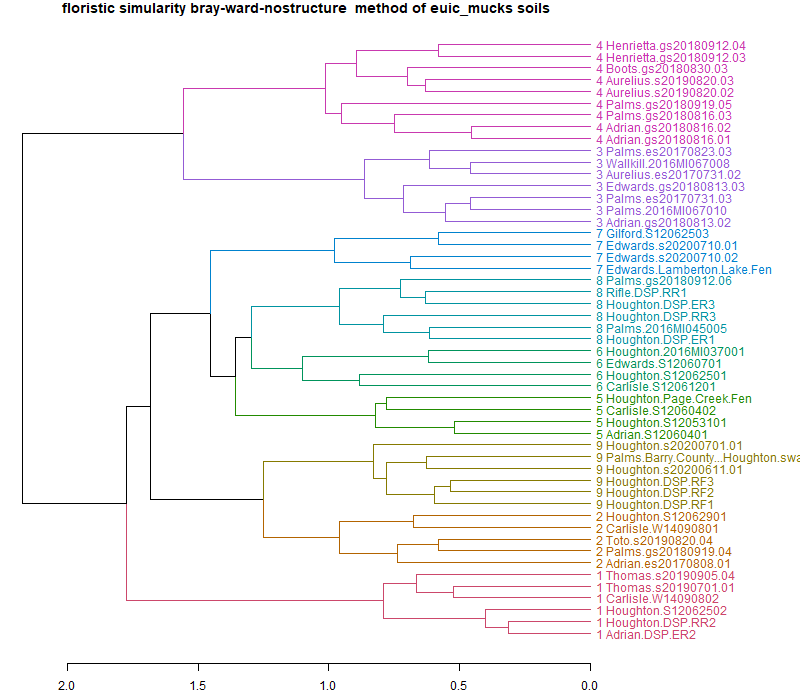 floristic simularity bray-ward-nostructure  method of euic_mucks soils
4 Henrietta.gs20180912.04
4 Henrietta.gs20180912.03
4 Boots.gs20180830.03
4 Aurelius.s20190820.03
4 Aurelius.s20190820.02
4 Palms.gs20180919.05
4 Palms.gs20180816.03
4 Adrian.gs20180816.02
4 Adrian.gs20180816.01
3 Palms.es20170823.03
3 Wallkill.2016MI067008
3 Aurelius.es20170731.02
3 Edwards.gs20180813.03
3 Palms.es20170731.03
3 Palms.2016MI067010
3 Adrian.gs20180813.02
7 Gilford.S12062503
7 Edwards.s20200710.01
7 Edwards.s20200710.02
7 Edwards.Lamberton.Lake.Fen
8 Palms.gs20180912.06
8 Rifle.DSP.RR1
8 Houghton.DSP.ER3
8 Houghton.DSP.RR3
8 Palms.2016MI045005
8 Houghton.DSP.ER1
6 Houghton.2016MI037001
6 Edwards.S12060701
6 Houghton.S12062501
6 Carlisle.S12061201
5 Houghton.Page.Creek.Fen
5 Carlisle.S12060402
5 Houghton.S12053101
5 Adrian.S12060401
9 Houghton.s20200701.01
9 Palms.Barry.County...Houghton.swa
9 Houghton.s20200611.01
9 Houghton.DSP.RF3
9 Houghton.DSP.RF2
9 Houghton.DSP.RF1
2 Houghton.S12062901
2 Carlisle.W14090801
2 Toto.s20190820.04
2 Palms.gs20180919.04
2 Adrian.es20170808.01
1 Thomas.s20190905.04
1 Thomas.s20190701.01
1 Carlisle.W14090802
1 Houghton.S12062502
1 Houghton.DSP.RR2
1 Adrian.DSP.ER2
2.0 1.5 1.0 0.5 0.0